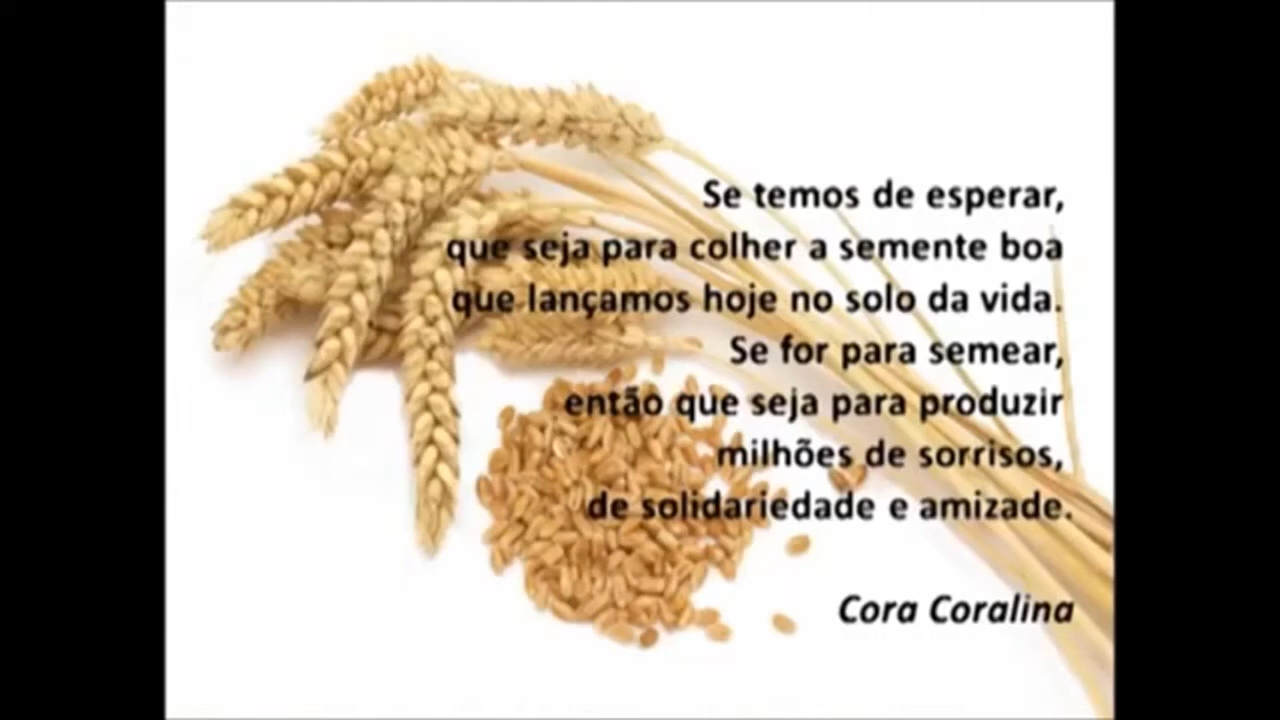 Se temos de esperar,
que seja para colher a semente boa
que lançamos hoje no solo da vida.
Se for para semear,
então que seja para produzir
milhões de sorrisos,
de solidariedade e amizade.
Cora Coralina